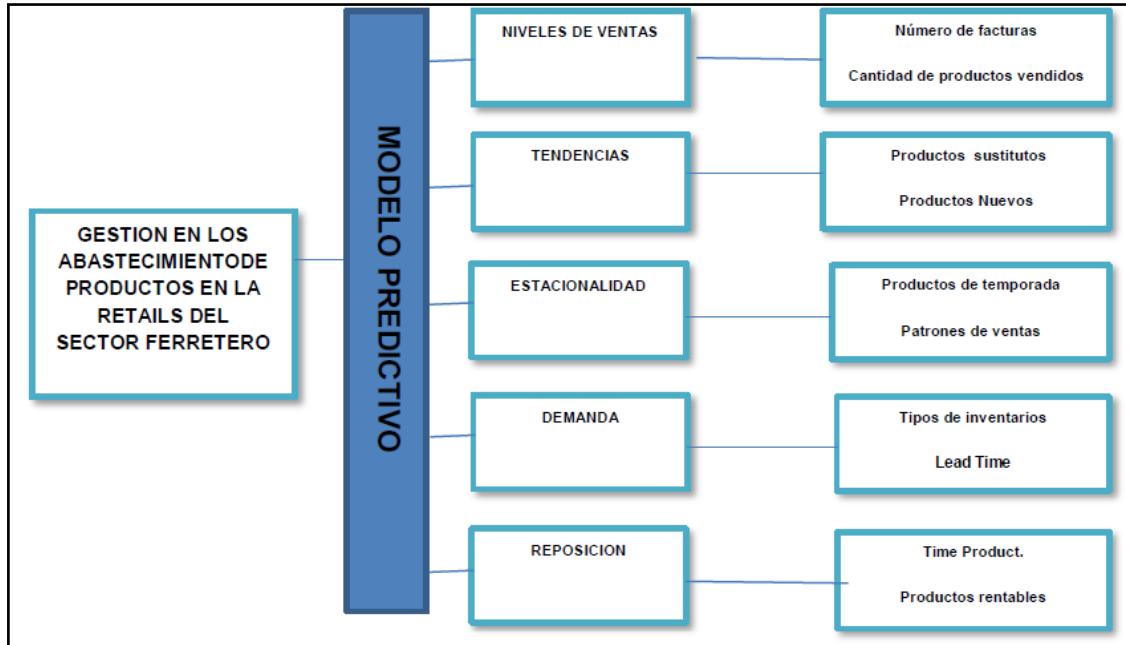 GESTION EN LOS
ABASTECIMIENTODE
PRODUCTOS EN LA
RETAILS DEL
SECTOR FERRETERO
MODELO PREDICTIVO
NIVELES DE VENTAS
Número de facturas
Cantidad de productos vendidos
TENDENCIAS
Productos sustitutos
Productos Nuevos
ESTACIONALIDAD
Productos de temporada
Patrones de ventas
DEMANDA
Tipos de inventarios
Lead Time
REPOSICION
Time Product.
Productos rentables